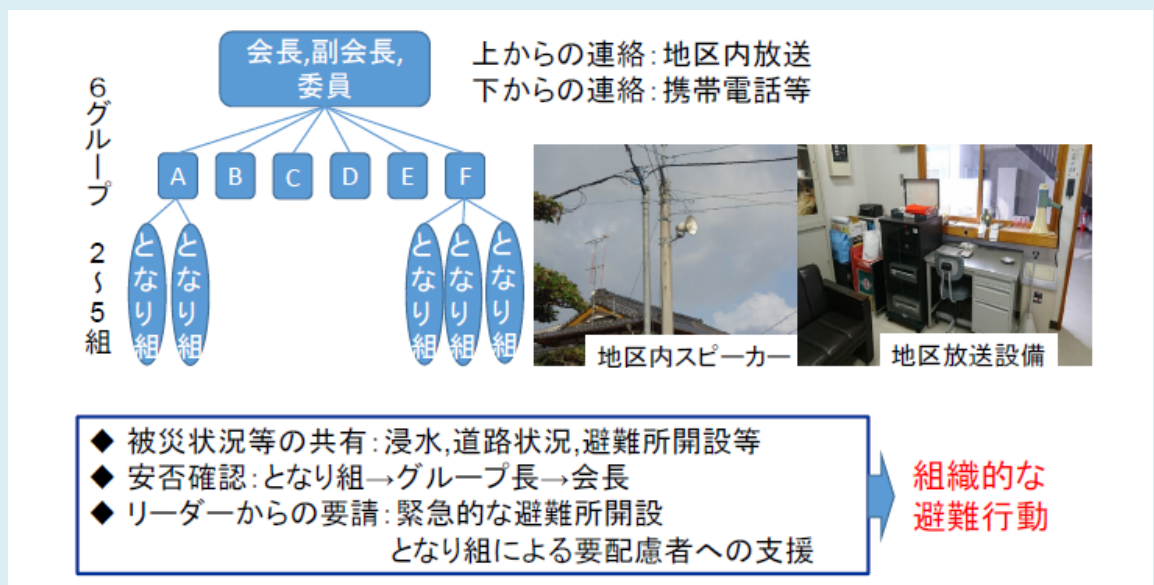 会長,副会長,
委員
上からの連絡：地区内放送
下からの連絡：携帯電話等
６グループ
A
B
C
D
E
F
２～５組
となり組
となり組
となり組
となり組
となり組
地区内スピーカー
地区放送設備
◆ 被災状況等の共有：浸水,道路状況,避難所開設等
◆ 安否確認：となり組→グループ長→会長
◆ リーダーからの要請：緊急的な避難所開設
となり組による要配慮者への支援
組織的な
避難行動